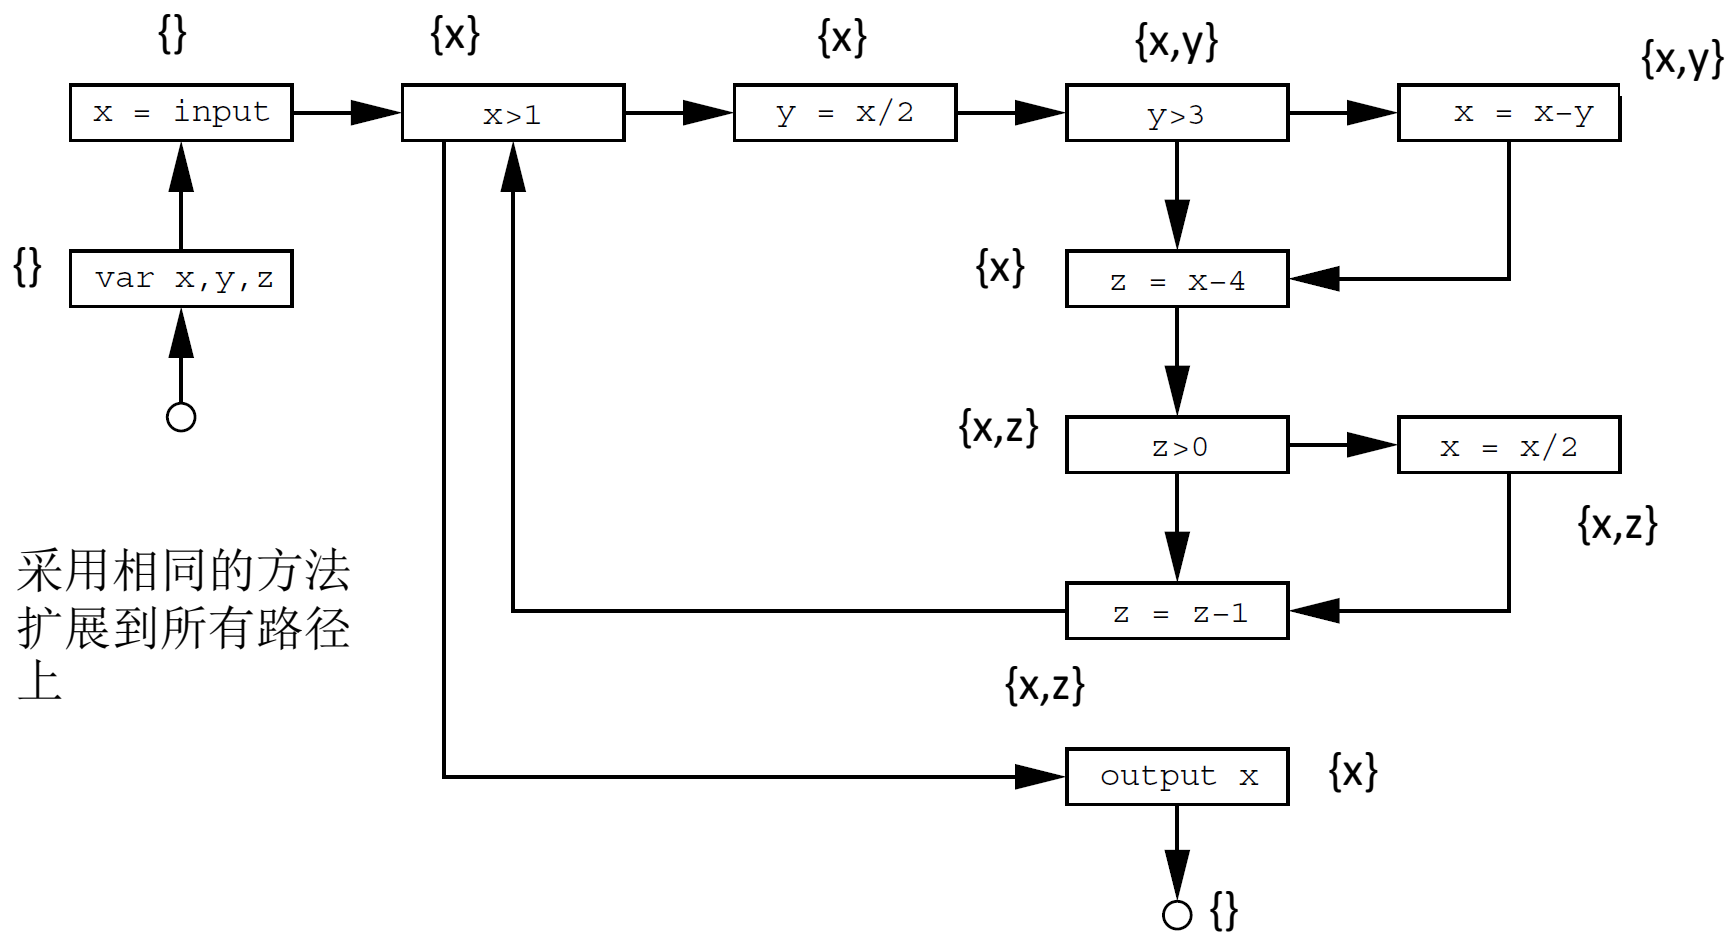 {}
{x}
{x}
{x,y}
{x,y}
x = input
x>1
y = x/2
y>3
x = x-y
{}
var x,y,z
{x}
z = x-4
{x,z}
z>0
x = x/2
{x,z}
采用相同的方法
扩展到所有路径
上
z = z-1
{x,z}
output x
{x}
{}